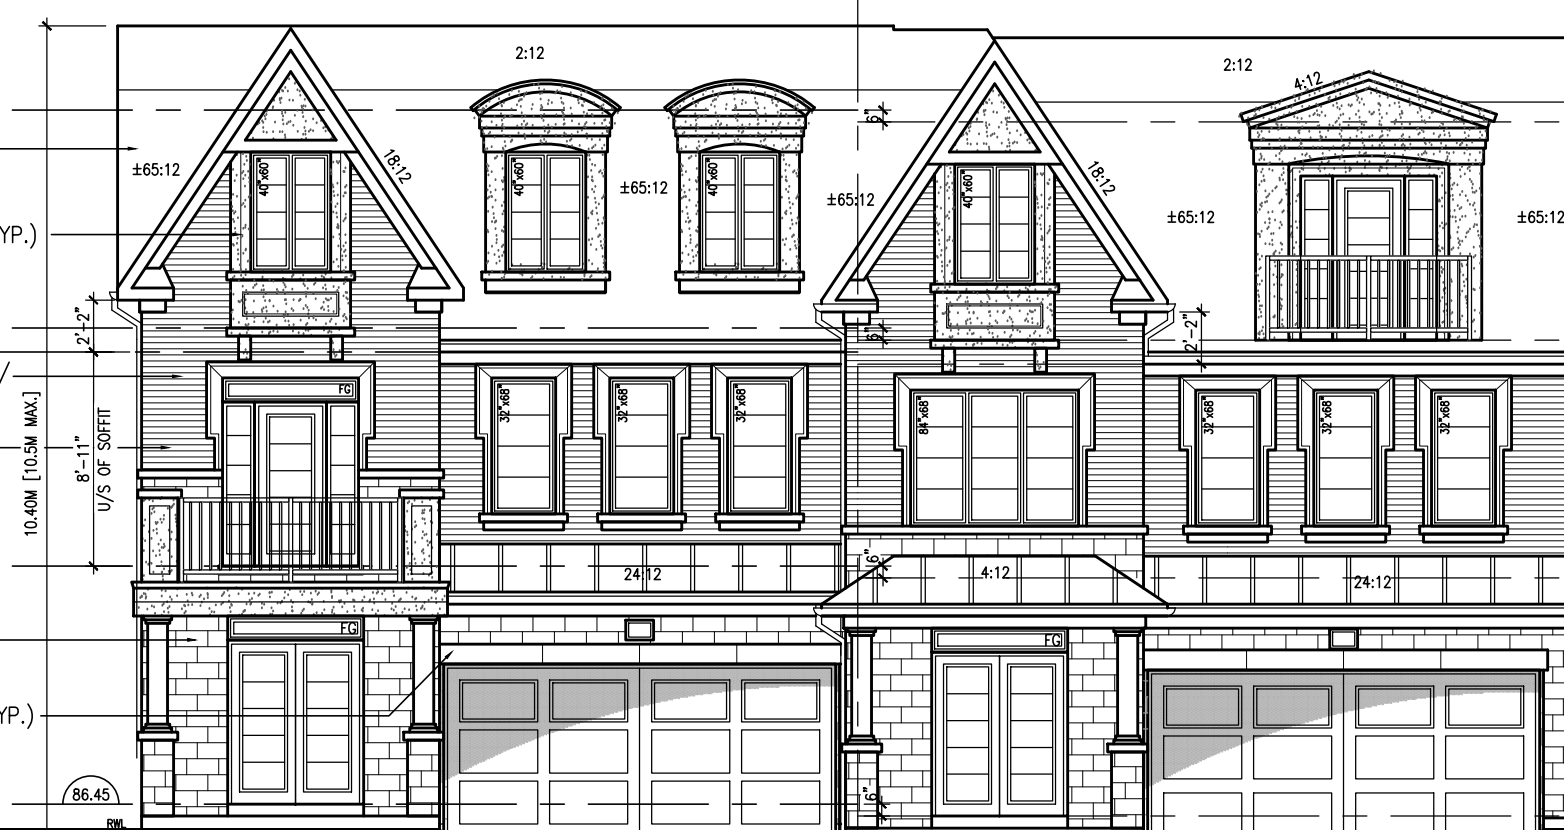 2:12
2:12
4:12
6"
40"x60"
40"x60"
40"x60"
40"x60"
18:12
18:12
±65:12
±65:12
±65:12
±65:12
±65:12
YP.)
2'-2"
6"
2'-2"
/
FG
32"x68"
32"x68"
32"x68"
84"x68"
32"x68"
32"x68"
32"x68"
10.40M [10.5M MAX.]
8'-11"
U/S OF SOFFIT
24:12
6"
4:12
24:12
FG
FG
YP.)
86.45
6"
RWL